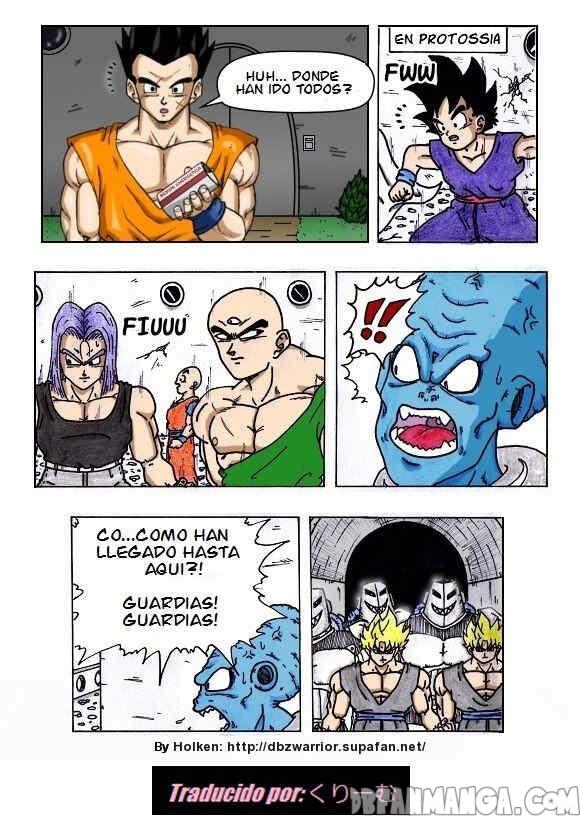 HUH... DONDE
HAN IDO TODOS?
EN PROTOSSIA
FWW
FIUUU
!!
CO...COMO HAN
LLEGADO HASTA
AQUI?!
GUARDIAS!
GUARDIAS!
By Holken: http://dbzwarrior.supafan.net/
Traducido por: くりーむ
DBFANMANGA.COM